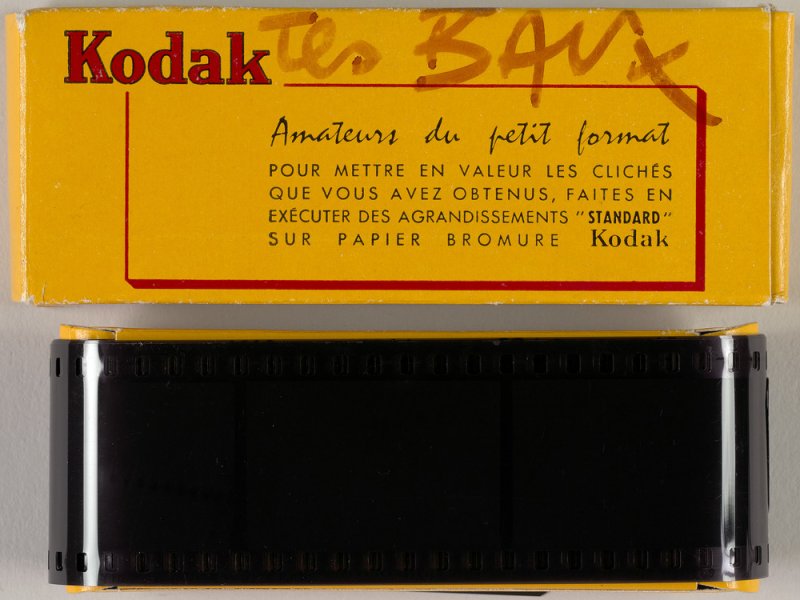 Kodak Les BAUX
Amateurs du petit format
POUR METTRE EN VALEUR LES CLICHÉS
QUE VOUS AVEZ OBTENUS, FAITES EN
EXÉCUTER DES AGRANDISSEMENTS "STANDARD"
SUR PAPIER BROMURE Kodak